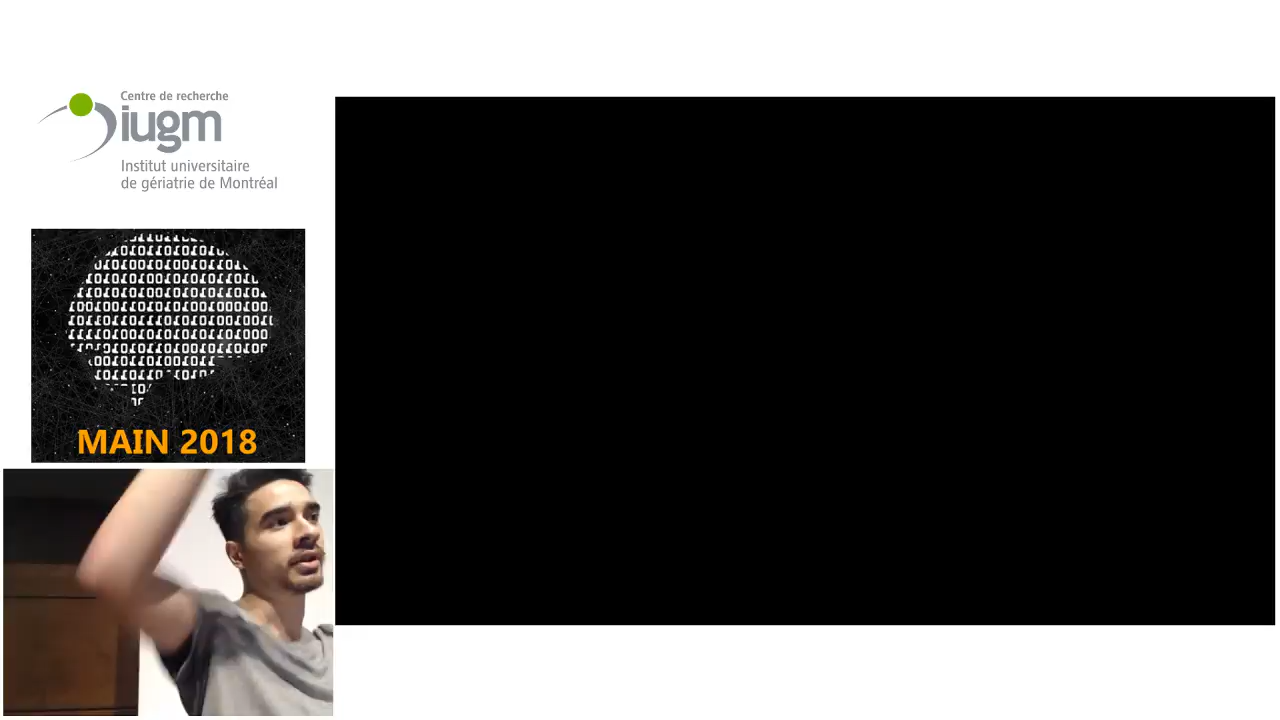 Centre de recherche
iugm
Institut universitaire
de gériatrie de Montréal
MAIN 2018